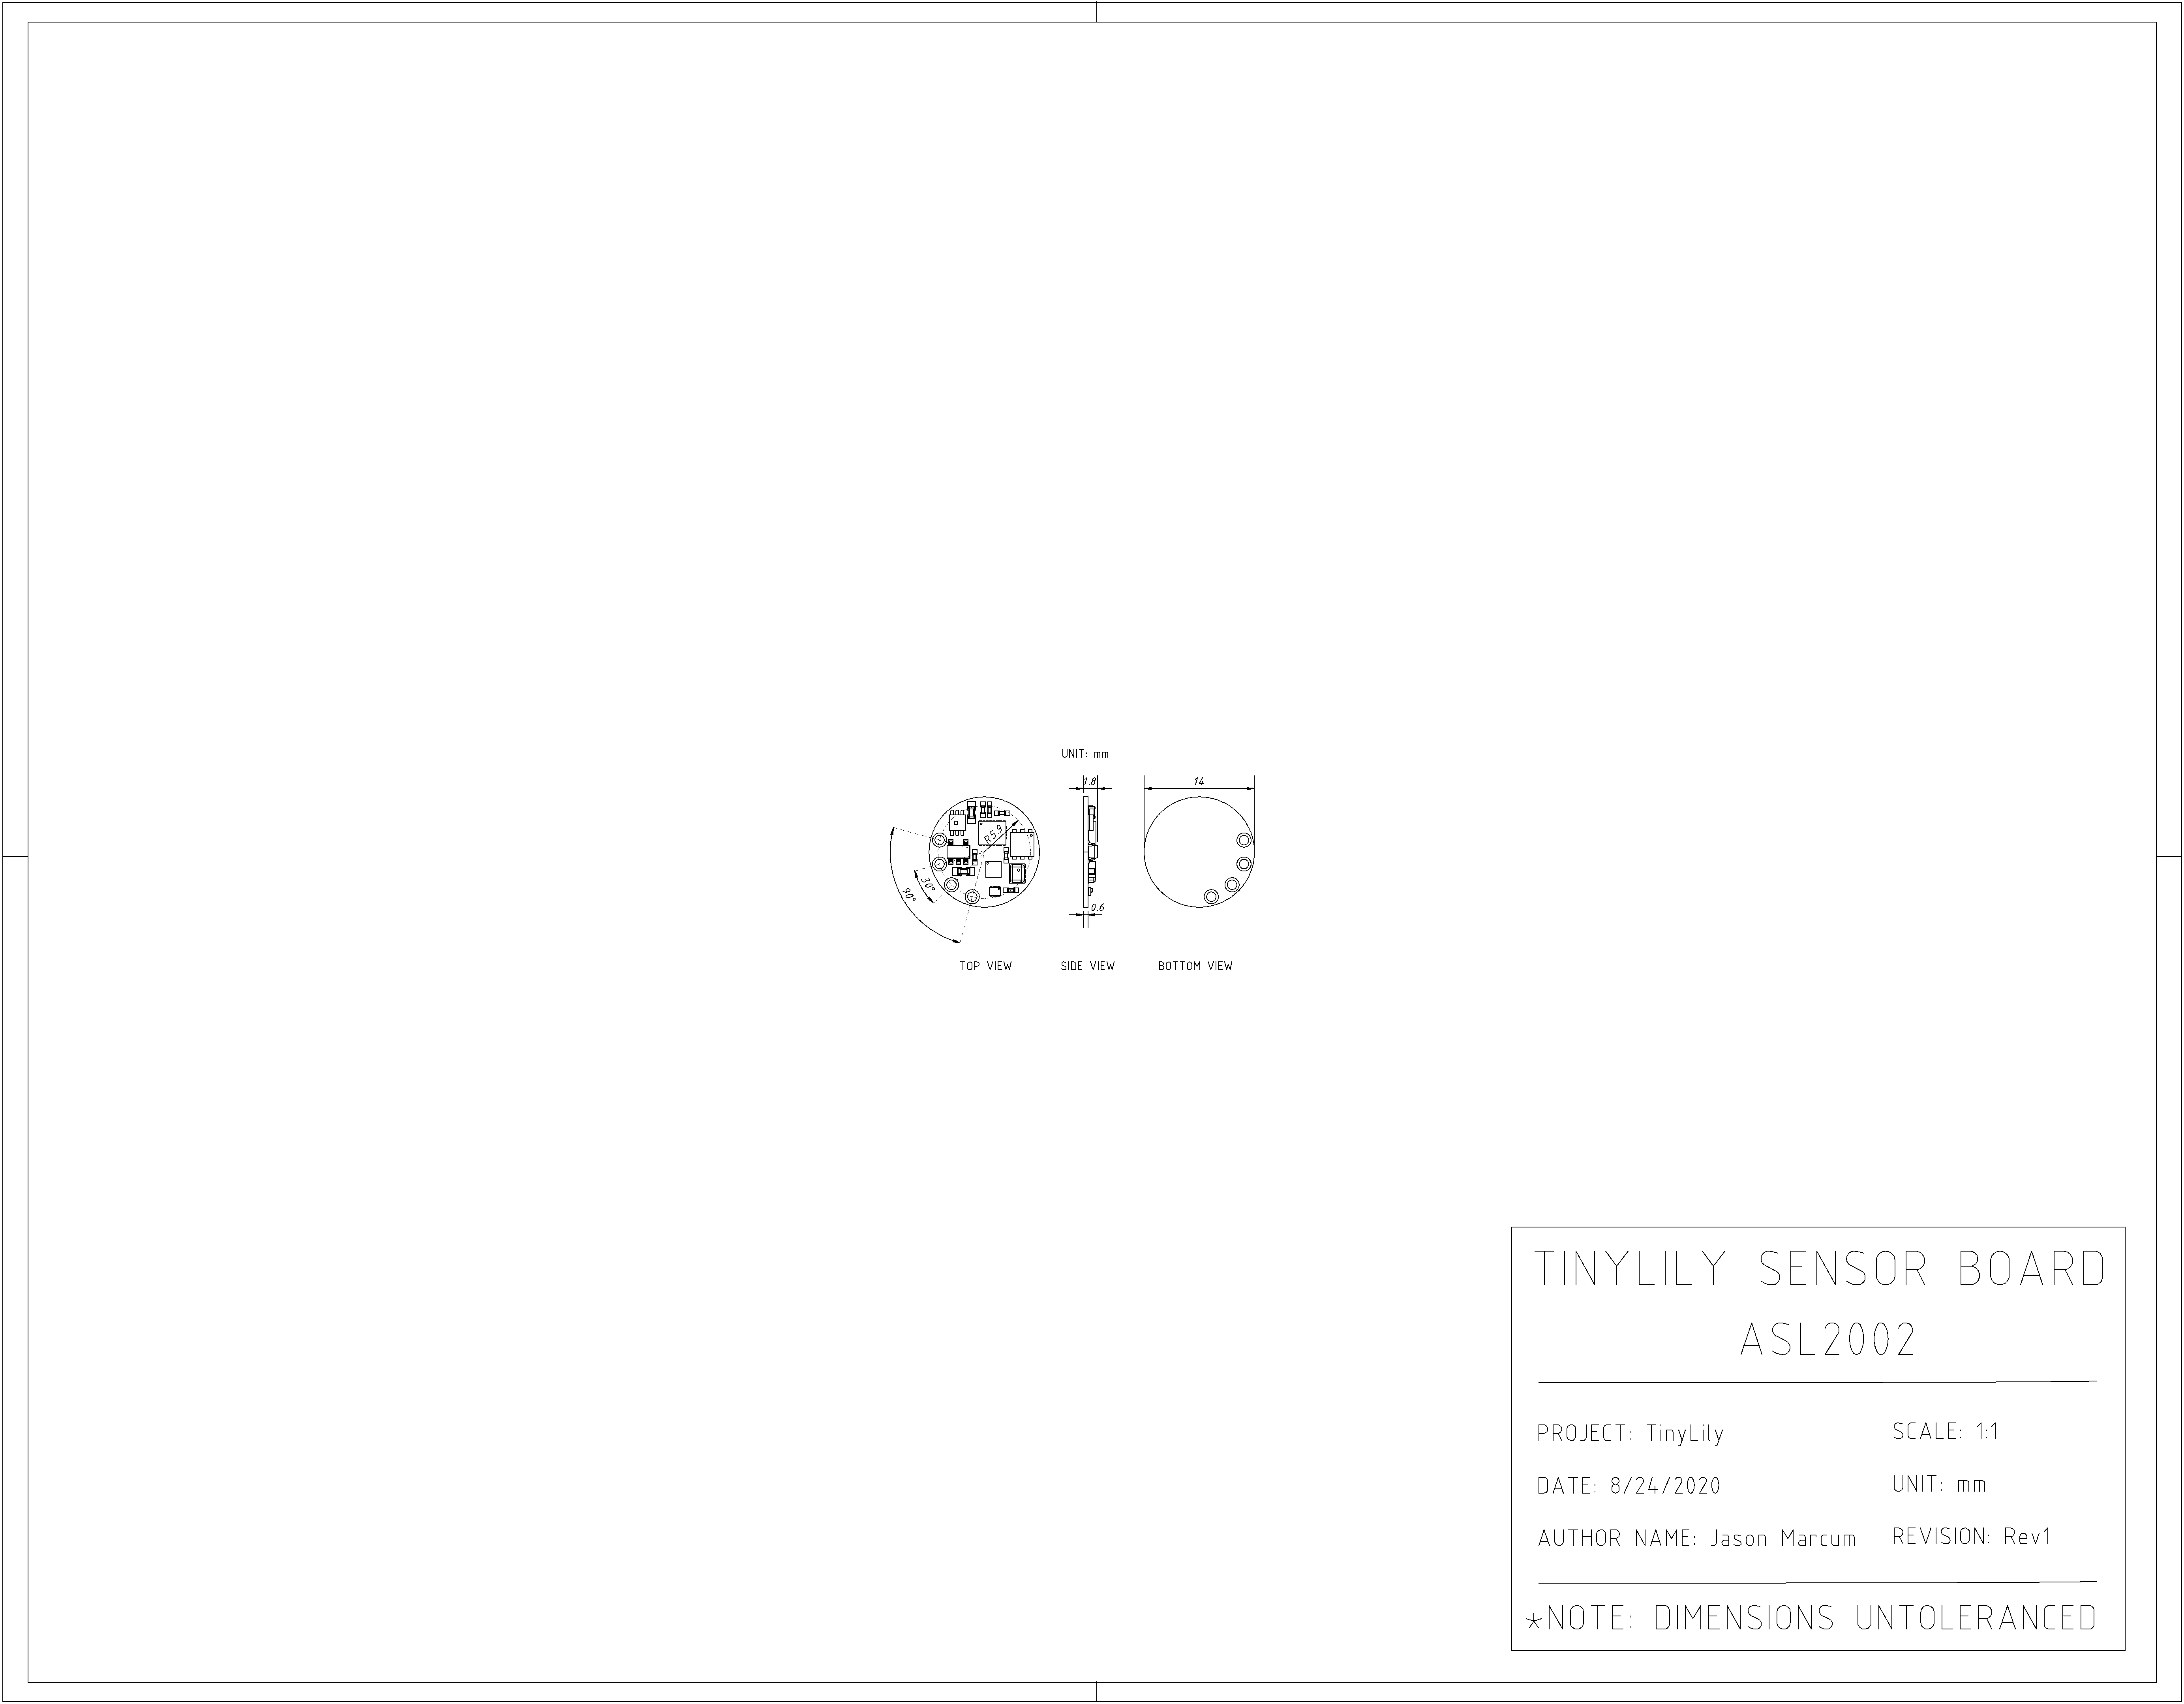 UNIT: mm
1.8
14
R5.9
30°
90°
0.6
TOP VIEW
SIDE VIEW
BOTTOM VIEW
TINYLILY SENSOR BOARD
ASL2002
PROJECT: TinyLily
SCALE: 1:1
DATE: 8/24/2020
UNIT: mm
AUTHOR NAME: Jason Marcum
REVISION: Rev1
*NOTE: DIMENSIONS UNTOLERANCED